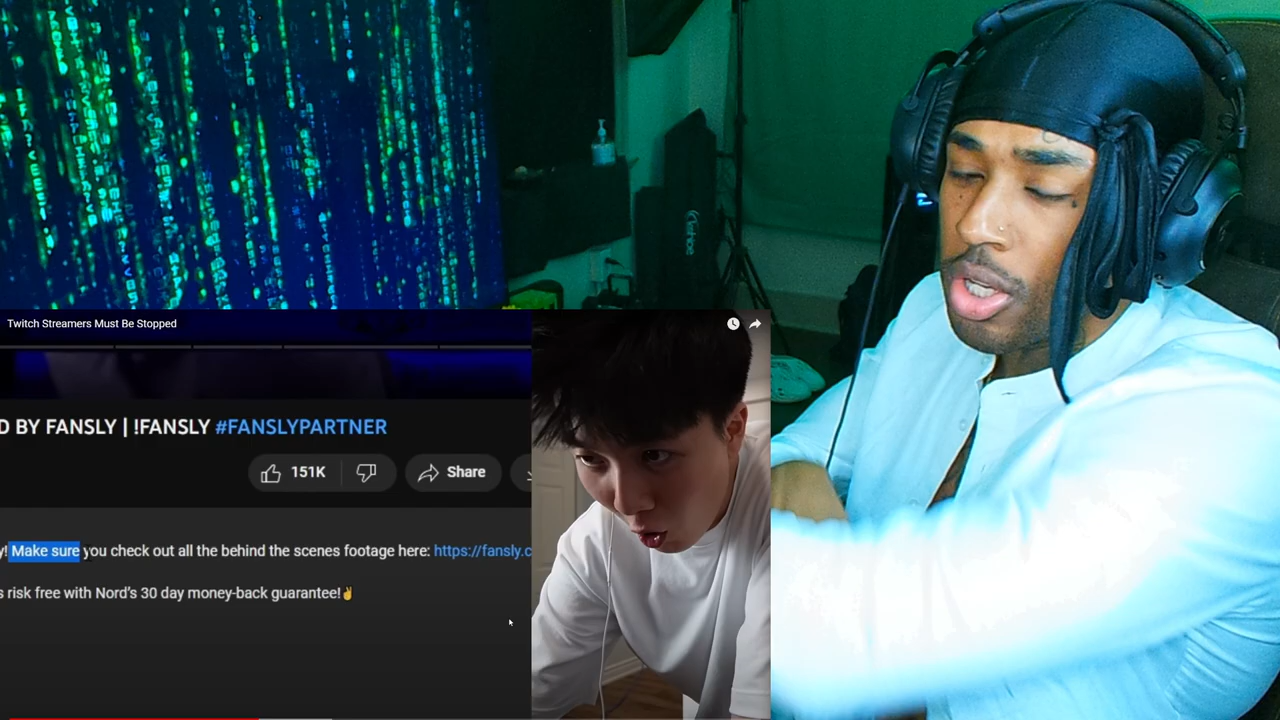 Twitch Streamers Must Be Stopped
D BY FANSLY | !FANSLY #FANSLYPARTNER
151K
Share
y! Make sure you check out all the behind the scenes footage here: https://fansly.c
s risk free with Nord's 30 day money-back guarantee!✌